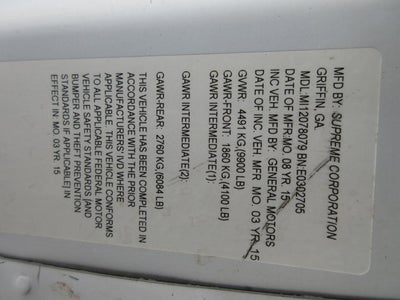 MFD BY: SUPREME CORPORATION
GRIFFIN, GA.
MDL:MI12078079 BN:E0302705
DATE OF MFR:MO 08 YR. 15
INC VEH. MFD BY: GENERAL MOTORS
DATE OF INC. VEH. MFR. MO. 03 YR. 15
GVWR: 4491 KG.(9900 LB)
GAWR-FRONT: 1860 KG.(4100 LB)
GAWR INTERMEDIATE(1):
GAWR INTERMEDIATE(2):
GAWR-REAR: 2760 KG.(6084 LB)
THIS VEHICLE HAS BEEN COMPLETED IN
ACCORDANCE WITH THE PRIOR
MANUFACTURERS IVD WHERE
APPLICABLE. THIS VEHICLE CONFORMS
TO ALL APPLICABLE FEDERAL MOTOR
VEHICLE SAFETY STANDARDS [AND
BUMPER AND THEFT PREVENTION
STANDARDS IF APPLICABLE] IN
EFFECT IN: MO. 03 YR. 15